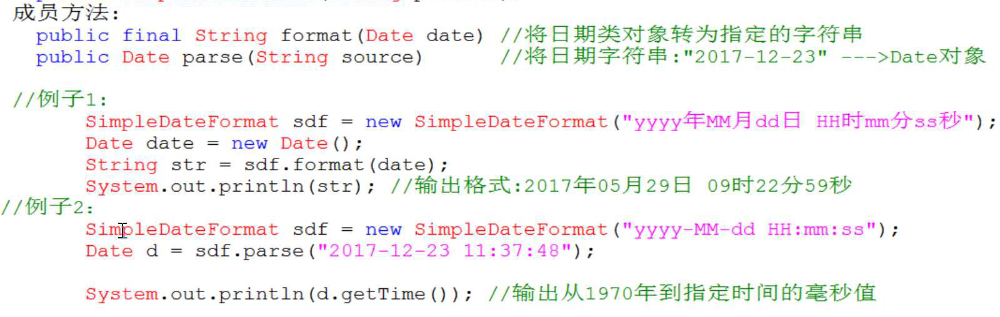 成员方法:
public final String format(Date date) //将日期类对象转为指定的字符串
public Date parse(String source) //将日期字符串:"2017-12-23" --->Date对象
//例子1:
SimpleDateFormat sdf = new SimpleDateFormat("yyyy年MM月dd日 HH时mm分ss秒");
Date date = new Date();
String str = sdf.format(date);
System.out.println(str); //输出格式:2017年05月29日 09时22分59秒
//例子2:
SimpleDateFormat sdf = new SimpleDateFormat("yyyy-MM-dd HH:mm:ss");
Date d = sdf.parse("2017-12-23 11:37:48");
System.out.println(d.getTime()); //输出从1970年到指定时间的毫秒值